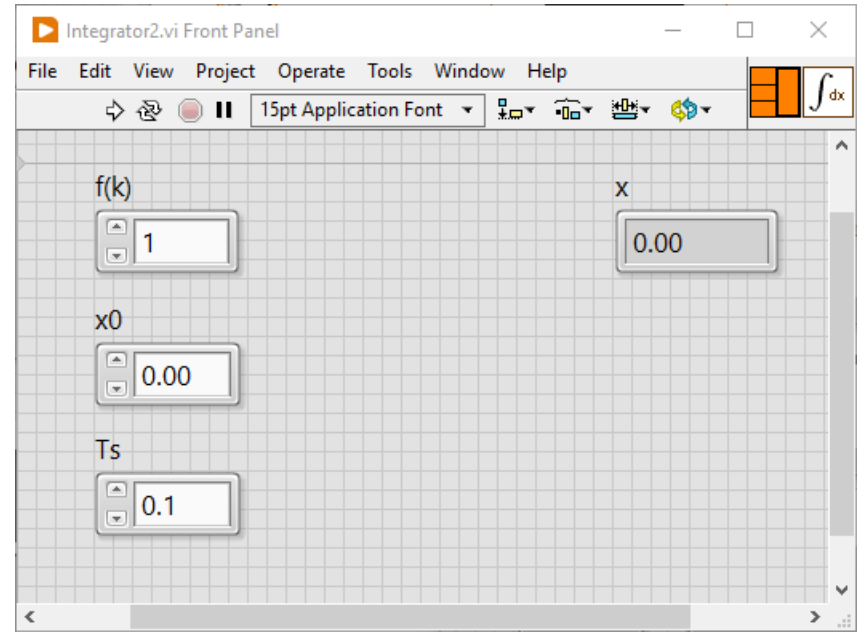 Integrator2.vi Front Panel
File Edit View Project Operate Tools Window Help
15pt Application Font
∫dx
f(k)
1
x
0.00
x0
0.00
Ts
0.1